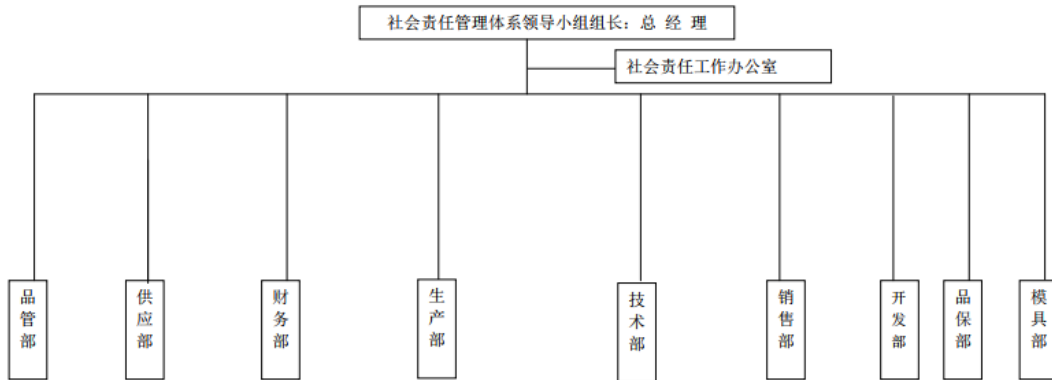 社会责任管理体系领导小组组长：总 经 理
社会责任工作办公室
品管部
供应部
财务部
生产部
技术部
销售部
开发部
品保部
模具部